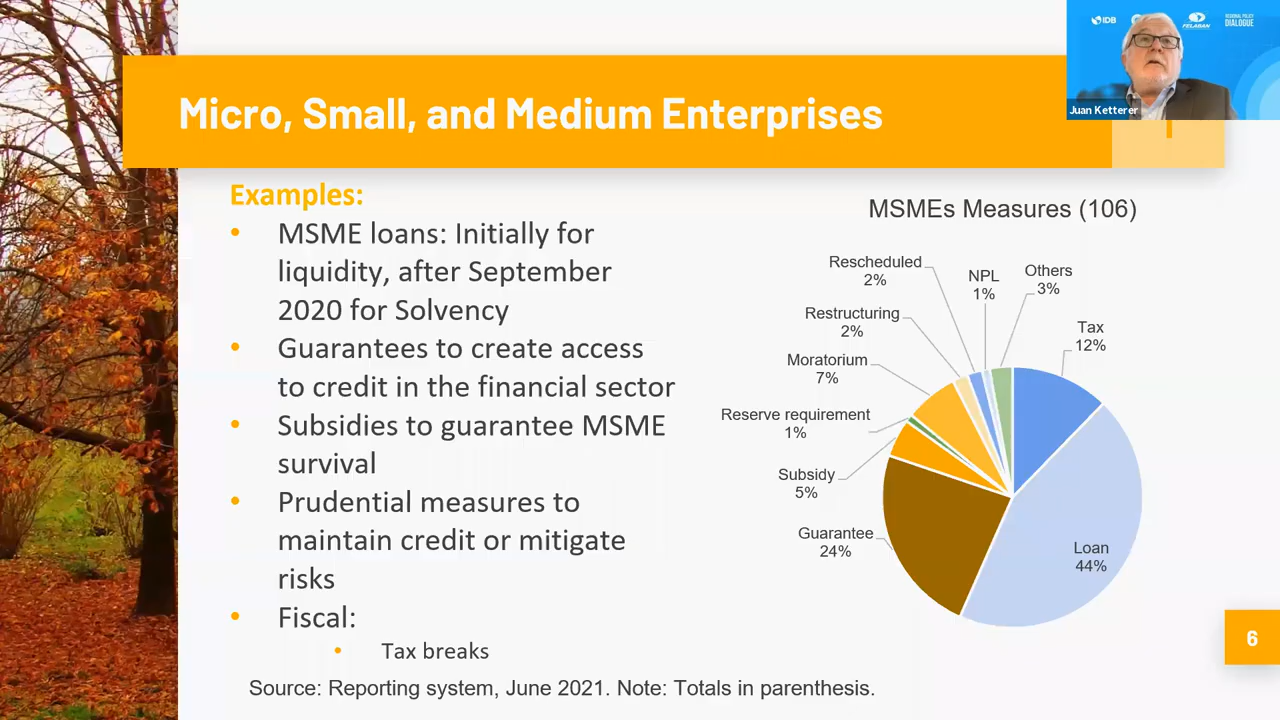 IDB
FELABAN
REGIONAL POLICY
DIALOGUE
Juan Ketterer
Micro, Small, and Medium Enterprises
Examples:
• MSME loans: Initially for
liquidity, after September
2020 for Solvency
• Guarantees to create access
to credit in the financial sector
• Subsidies to guarantee MSME
survival
• Prudential measures to
maintain credit or mitigate
risks
• Fiscal:
• Tax breaks
MSMEs Measures (106)
Rescheduled
2%
NPL
1%
Others
3%
Restructuring
2%
Tax
12%
Moratorium
7%
Reserve requirement
1%
Subsidy
5%
Guarantee
24%
Loan
44%
6
Source: Reporting system, June 2021. Note: Totals in parenthesis.